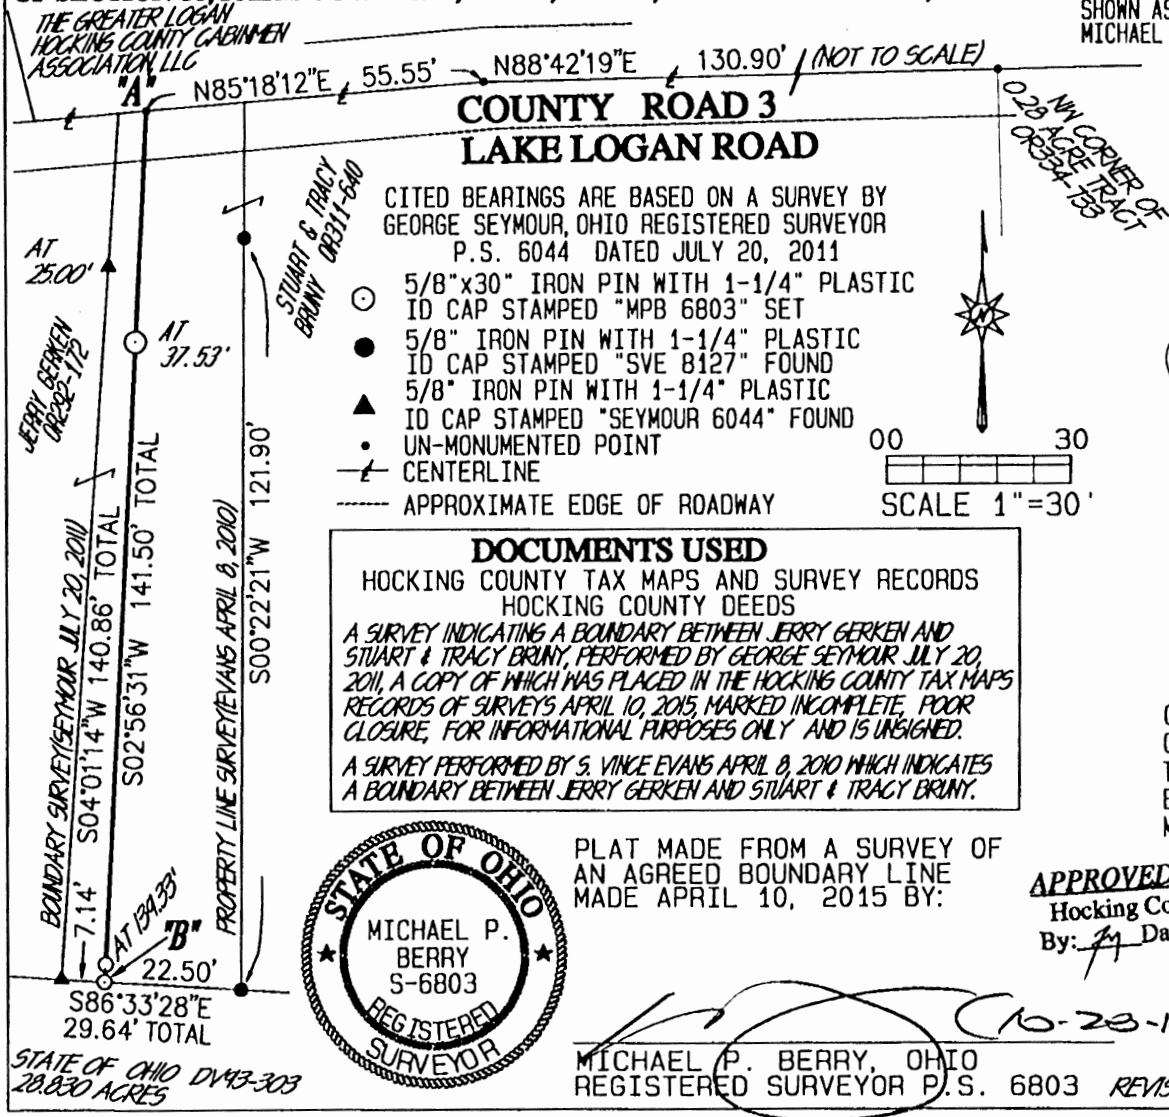 THE GREATER LOGAN
HOCKING COUNTY CABINMEN
ASSOCIATION, LLC
SHOWN AS
MICHAEL
"A"
N85°18'12"E 55.55'
N88°42'19"E 130.90' (NOT TO SCALE)
COUNTY ROAD 3
LAKE LOGAN ROAD
NW CORNER OF
0.28 ACRE TRACT
OR334-133
STUART & TRACY
BRUNY OR311-640
AT
25.00'
AT
37.53'
JERRY GERKEN
OR292-172
CITED BEARINGS ARE BASED ON A SURVEY BY
GEORGE SEYMOUR, OHIO REGISTERED SURVEYOR
P.S. 6044 DATED JULY 20, 2011
5/8"x30" IRON PIN WITH 1-1/4" PLASTIC
ID CAP STAMPED "MPB 6803" SET
5/8" IRON PIN WITH 1-1/4" PLASTIC
ID CAP STAMPED "SVE 8127" FOUND
5/8" IRON PIN WITH 1-1/4" PLASTIC
ID CAP STAMPED "SEYMOUR 6044" FOUND
UN-MONUMENTED POINT
CENTERLINE
APPROXIMATE EDGE OF ROADWAY
N
00 30
SCALE 1"=30'
BOUNDARY SURVEY(SEYMOUR JULY 20, 2011)
S04°01'14"W 140.86' TOTAL
S02°56'31"W 141.50' TOTAL
PROPERTY LINE SURVEY(EVANS APRIL 8, 2010)
S00°22'21"W 121.90'
DOCUMENTS USED
HOCKING COUNTY TAX MAPS AND SURVEY RECORDS
HOCKING COUNTY DEEDS
A SURVEY INDICATING A BOUNDARY BETWEEN JERRY GERKEN AND
STUART & TRACY BRUNY, PERFORMED BY GEORGE SEYMOUR JULY 20,
2011, A COPY OF WHICH WAS PLACED IN THE HOCKING COUNTY TAX MAPS
RECORDS OF SURVEYS APRIL 10, 2015, MARKED INCOMPLETE, POOR
CLOSURE, FOR INFORMATIONAL PURPOSES ONLY AND IS UNSIGNED.
A SURVEY PERFORMED BY S. VINCE EVANS APRIL 8, 2010 WHICH INDICATES
A BOUNDARY BETWEEN JERRY GERKEN AND STUART & TRACY BRUNY.
7.14'
AT 139.33'
"B"
22.50'
S86°33'28"E
29.64' TOTAL
STATE OF OHIO DV93-303
28.830 ACRES
STATE OF OHIO
MICHAEL P.
BERRY
S-6803
REGISTERED
SURVEYOR
PLAT MADE FROM A SURVEY OF
AN AGREED BOUNDARY LINE
MADE APRIL 10, 2015 BY:
APPROVED
Hocking Co
By: Da
10-23-1
MICHAEL P. BERRY, OHIO
REGISTERED SURVEYOR P.S. 6803
REVIS